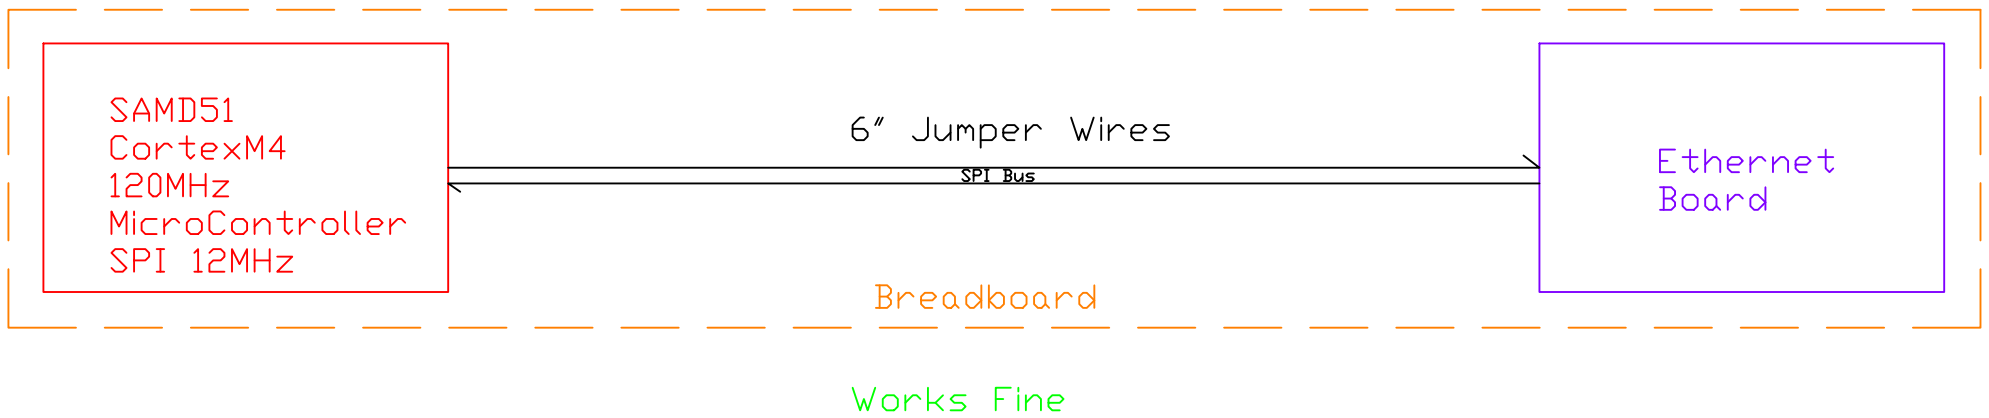 SAMD51
CortexM4
120MHz
MicroController
SPI 12MHz
6" Jumper Wires
SPI Bus
Ethernet
Board
Breadboard
Works Fine